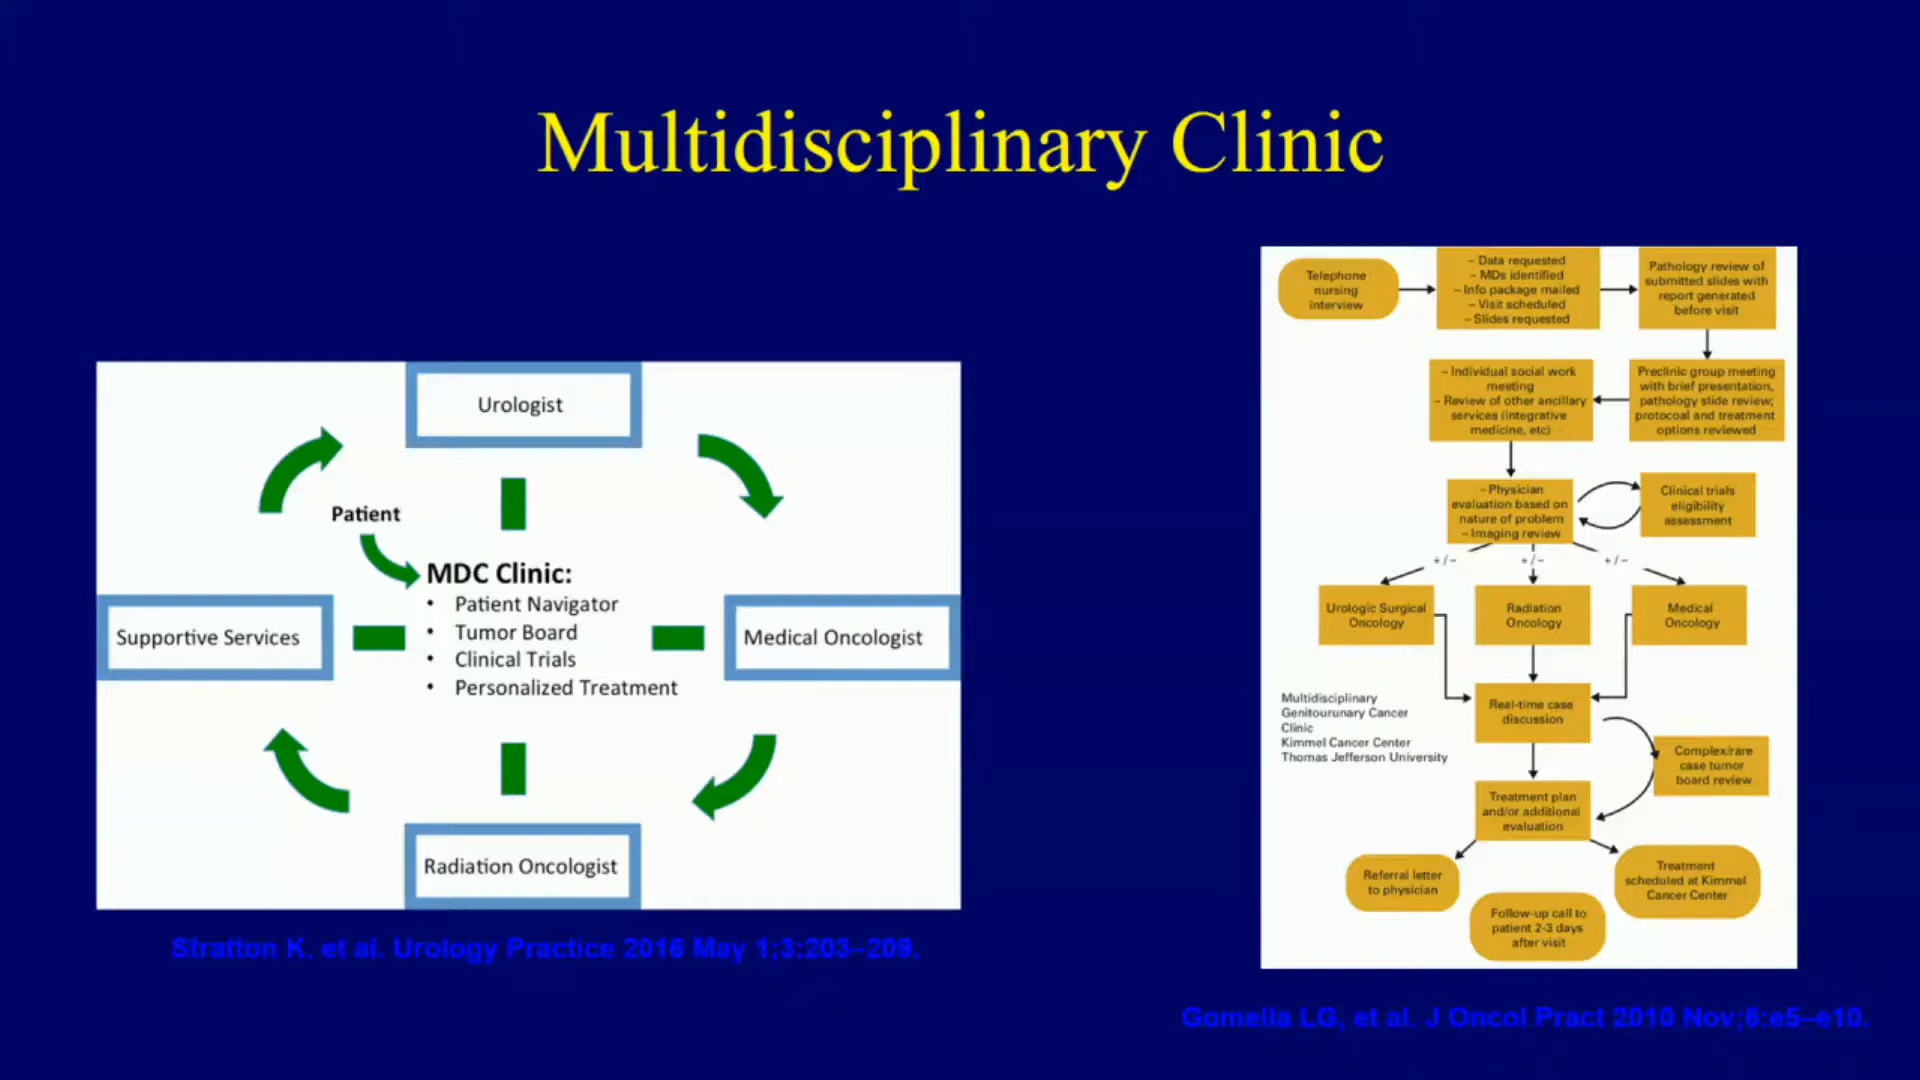 Multidisciplinary Clinic
Urologist
Patient
MDC Clinic:
• Patient Navigator
• Tumor Board
• Clinical Trials
• Personalized Treatment
Supportive Services
Medical Oncologist
Radiation Oncologist
Stratton K, et al. Urology Practice 2016 May 1;3:203–209.
Telephone
nursing
interview
– Data requested
– MDs identified
– Info package mailed
– Visit scheduled
– Slides requested
Pathology review of
submitted slides with
report generated
before visit
– Individual social work
meeting
– Review of other ancillary
services (integrative
medicine, etc)
Preclinic group meeting
with brief presentation,
pathology slide review;
protocoal and treatment
options reviewed
– Physician
evaluation based on
nature of problem
– Imaging review
Clinical trials
eligibility
assessment
+/–
+/–
+/–
Urologic Surgical
Oncology
Radiation
Oncology
Medical
Oncology
Multidisciplinary
Genitourunary Cancer
Clinic
Kimmel Cancer Center
Thomas Jefferson University
Real-time case
discussion
Complex/rare
case tumor
board review
Treatment plan
and/or additional
evaluation
Referral letter
to physician
Treatment
scheduled at Kimmel
Cancer Center
Follow-up call to
patient 2-3 days
after visit
Gomella LG, et al. J Oncol Pract 2010 Nov;6:e5–e10.